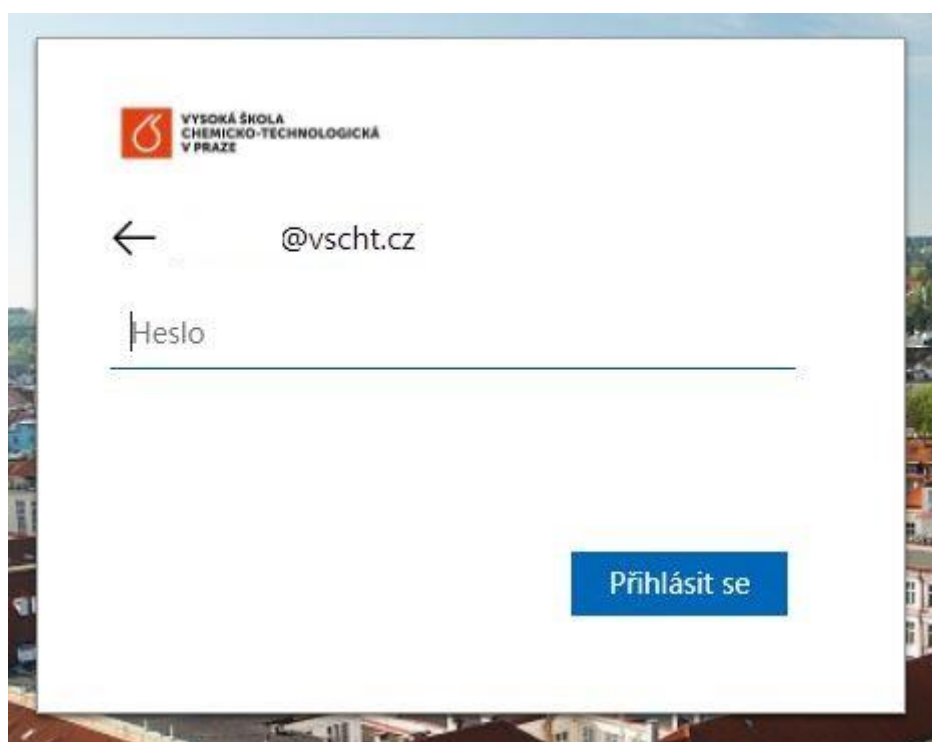 VYSOKÁ ŠKOLA
CHEMICKO-TECHNOLOGICKÁ
V PRAZE
@vscht.cz
Heslo
Přihlásit se